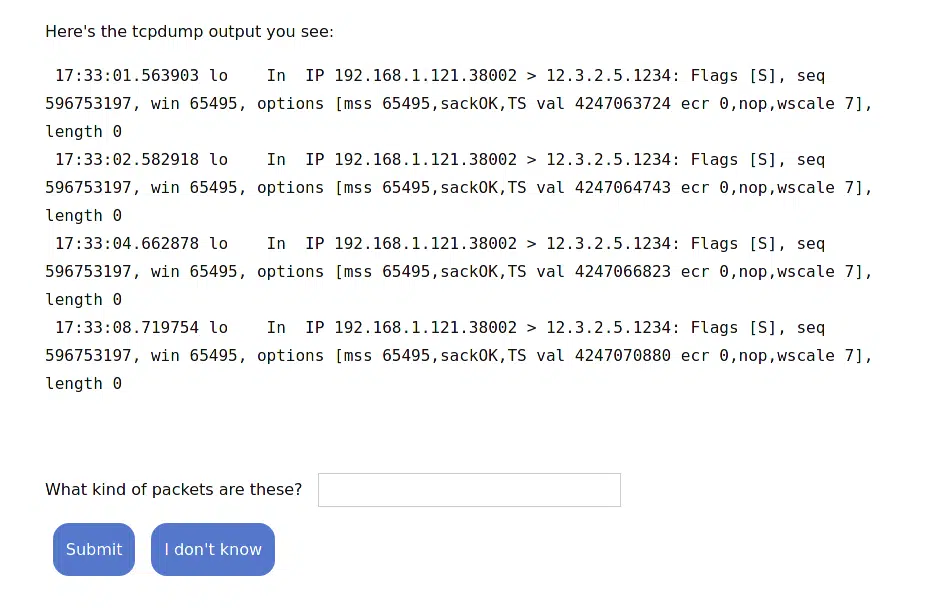 Here's the tcpdump output you see:
17:33:01.563903 lo    In  IP 192.168.1.121.38002 > 12.3.2.5.1234: Flags [S], seq
596753197, win 65495, options [mss 65495,sackOK,TS val 4247063724 ecr 0,nop,wscale 7],
length 0
17:33:02.582918 lo    In  IP 192.168.1.121.38002 > 12.3.2.5.1234: Flags [S], seq
596753197, win 65495, options [mss 65495,sackOK,TS val 4247064743 ecr 0,nop,wscale 7],
length 0
17:33:04.662878 lo    In  IP 192.168.1.121.38002 > 12.3.2.5.1234: Flags [S], seq
596753197, win 65495, options [mss 65495,sackOK,TS val 4247066823 ecr 0,nop,wscale 7],
length 0
17:33:08.719754 lo    In  IP 192.168.1.121.38002 > 12.3.2.5.1234: Flags [S], seq
596753197, win 65495, options [mss 65495,sackOK,TS val 4247070880 ecr 0,nop,wscale 7],
length 0
What kind of packets are these?
Submit I don't know